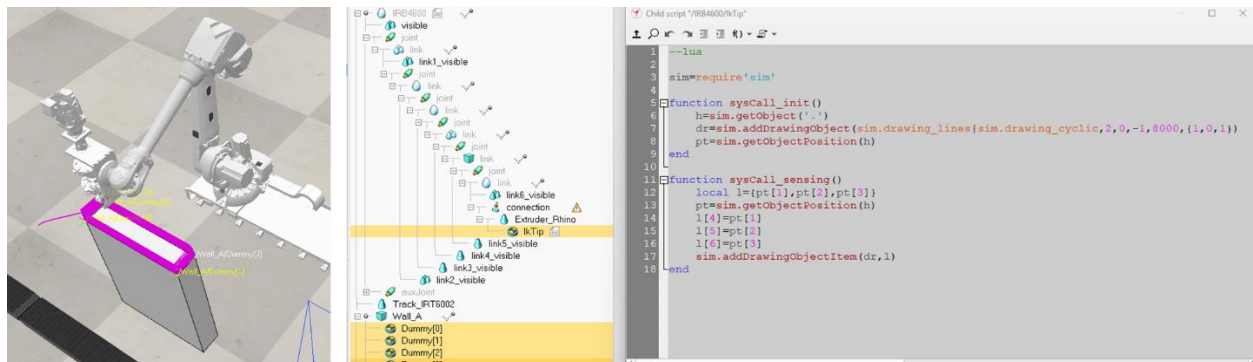 /Wall_A/Dummy[3]
/Wall_A/Dummy[1]
IRB4600
visible
joint
link
link1_visible
joint
link
joint
link
joint
link
joint
link
joint
link
link6_visible
connection
Extruder_Rhino
IkTip
link5_visible
link4_visible
link3_visible
link2_visible
auxJoint
Track_IRT6002
Wall_A
Dummy[0]
Dummy[1]
Dummy[2]
Child script "/IRB4600/IkTip"
f()
1 --lua
2
3 sim=require'sim'
4
5 function sysCall_init()
6 h=sim.getObject('.')
7 dr=sim.addDrawingObject(sim.drawing_lines|sim.drawing_cyclic,2,0,-1,8000,{1,0,1})
8 pt=sim.getObjectPosition(h)
9 end
10
11 function sysCall_sensing()
12 local l={pt[1],pt[2],pt[3]}
13 pt=sim.getObjectPosition(h)
14 l[4]=pt[1]
15 l[5]=pt[2]
16 l[6]=pt[3]
17 sim.addDrawingObjectItem(dr,l)
18 end